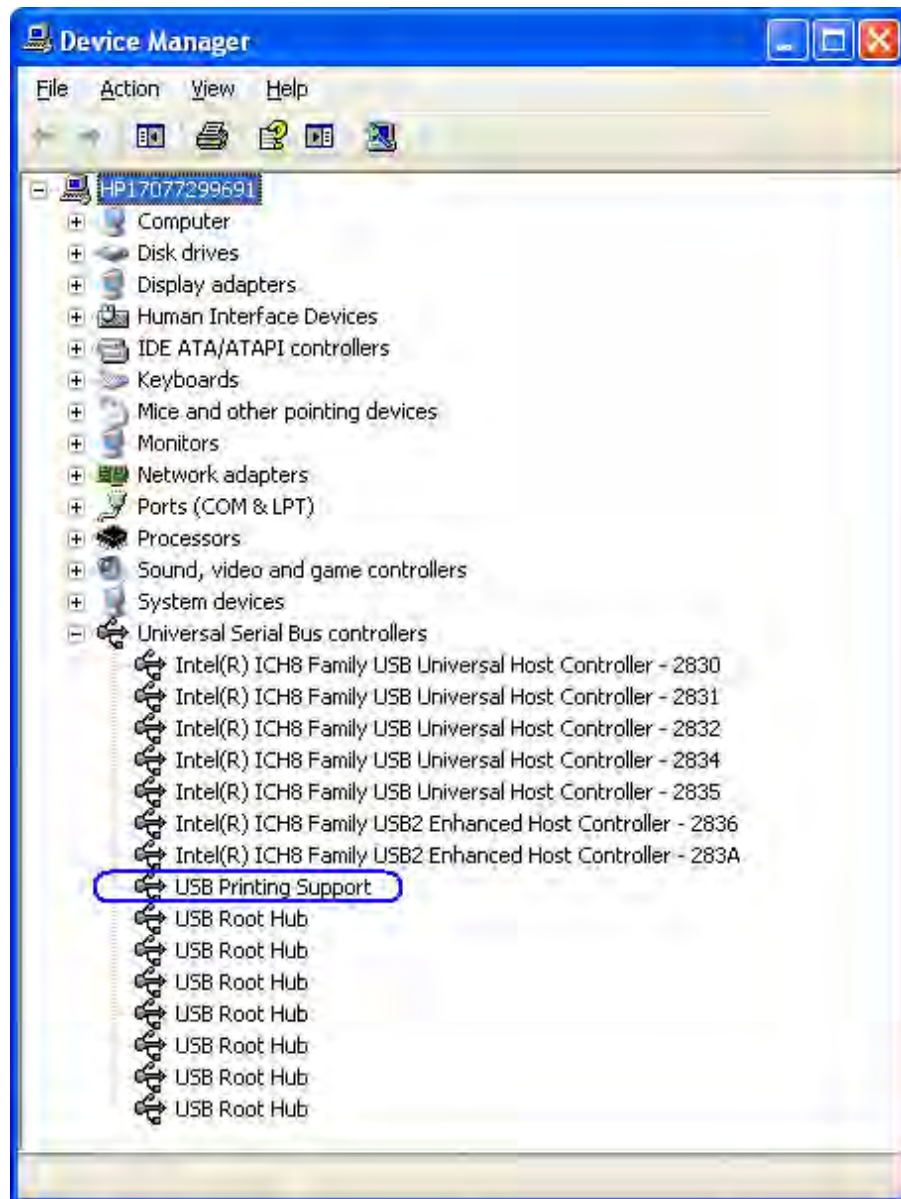 Device Manager
File Action View Help
HP17077299691
Computer
Disk drives
Display adapters
Human Interface Devices
IDE ATA/ATAPI controllers
Keyboards
Mice and other pointing devices
Monitors
Network adapters
Ports (COM & LPT)
Processors
Sound, video and game controllers
System devices
Universal Serial Bus controllers
Intel(R) ICH8 Family USB Universal Host Controller - 2830
Intel(R) ICH8 Family USB Universal Host Controller - 2831
Intel(R) ICH8 Family USB Universal Host Controller - 2832
Intel(R) ICH8 Family USB Universal Host Controller - 2834
Intel(R) ICH8 Family USB Universal Host Controller - 2835
Intel(R) ICH8 Family USB2 Enhanced Host Controller - 2836
Intel(R) ICH8 Family USB2 Enhanced Host Controller - 283A
USB Printing Support
USB Root Hub
USB Root Hub
USB Root Hub
USB Root Hub
USB Root Hub
USB Root Hub
USB Root Hub